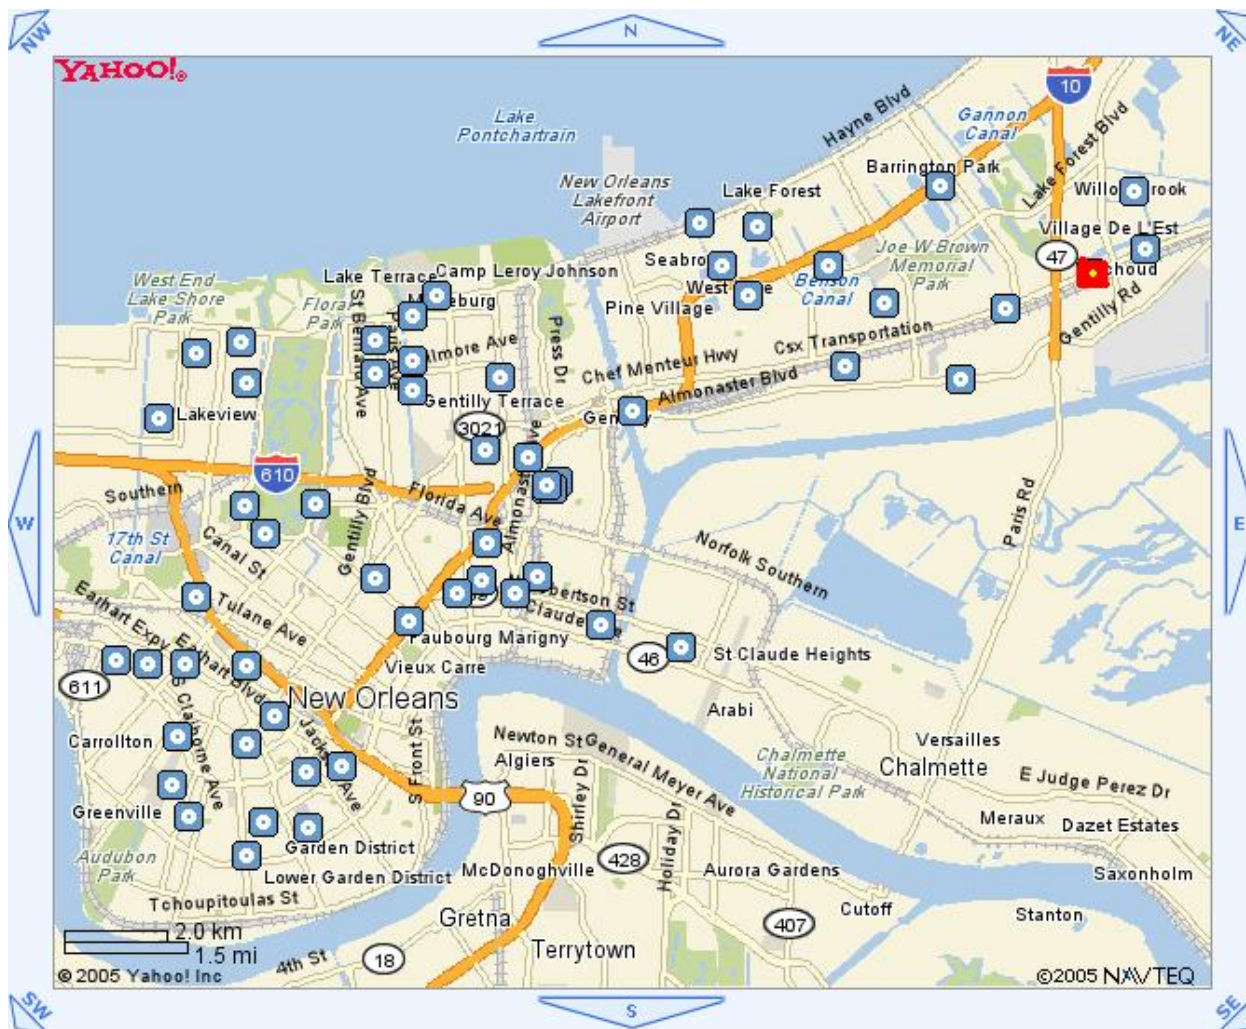 NW
N
NE
YAHOO!®
10
Hayne Blvd
Gannon
Canal
Lake
Pontchartrain
Lake Forest Blvd
Barrington Park
New Orleans
Lakefront
Airport
Lake Forest
Village De L'Est
Joe W Brown
Memorial
Park
47
Seabro
Lake Terrace
Camp Leroy Johnson
West End
Lake Shore
Park
Floral
Park
Benson
Canal
Pine Village
Gentilly Rd
St Bernard Ave
Press Dr
Csx Transportation
Chef Menteur Hwy
Almonaster Blvd
Lakeview
Gentilly Terrace
3021
610
Southern
Florida Ave
Gentilly Blvd
Paris Rd
W
E
17th St
Canal
Canal St
Norfolk Southern
Earhart Expy
Tulane Ave
Faubourg Marigny
Vieux Carre
46
St Claude Heights
611
Earhart Blvd
New Orleans
S Claiborne Ave
Arabi
Carrollton
S Front St
Newton St
General Meyer Ave
Algiers
Versailles
Chalmette
Chalmette
National
Historical Park
E Judge Perez Dr
90
Shirley Dr
Greenville
Holiday Dr
Meraux
Dazet Estates
Garden District
Audubon
Park
428
McDonoghville
Aurora Gardens
Saxonholm
Lower Garden District
Tchoupitoulas St
Gretna
407
Cutoff
Stanton
2.0 km
1.5 mi
4th St
18
Terrytown
© 2005 Yahoo! Inc
©2005 NAVTEQ
SW
S
SE